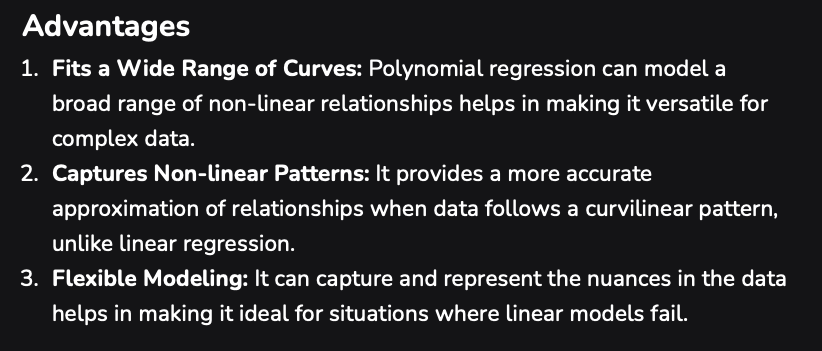 Advantages
1. Fits a Wide Range of Curves: Polynomial regression can model a
broad range of non-linear relationships helps in making it versatile for
complex data.
2. Captures Non-linear Patterns: It provides a more accurate
approximation of relationships when data follows a curvilinear pattern,
unlike linear regression.
3. Flexible Modeling: It can capture and represent the nuances in the data
helps in making it ideal for situations where linear models fail.